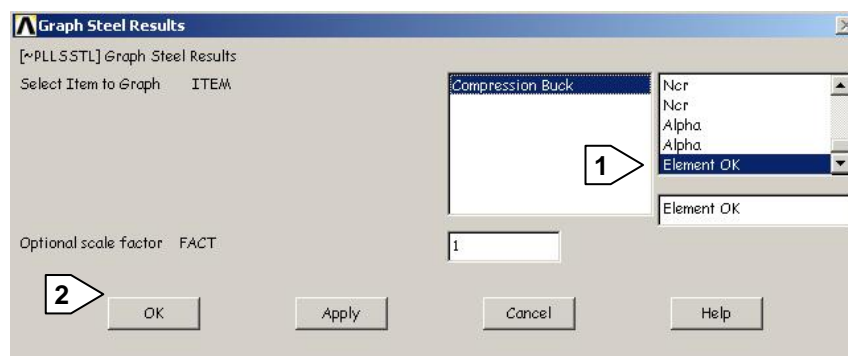 Graph Steel Results
[~PLLSSTL] Graph Steel Results
Select Item to Graph ITEM
Compression Buck
Ncr
Ncr
Alpha
Alpha
Element OK
1
Element OK
Optional scale factor FACT
1
2
OK Apply Cancel Help